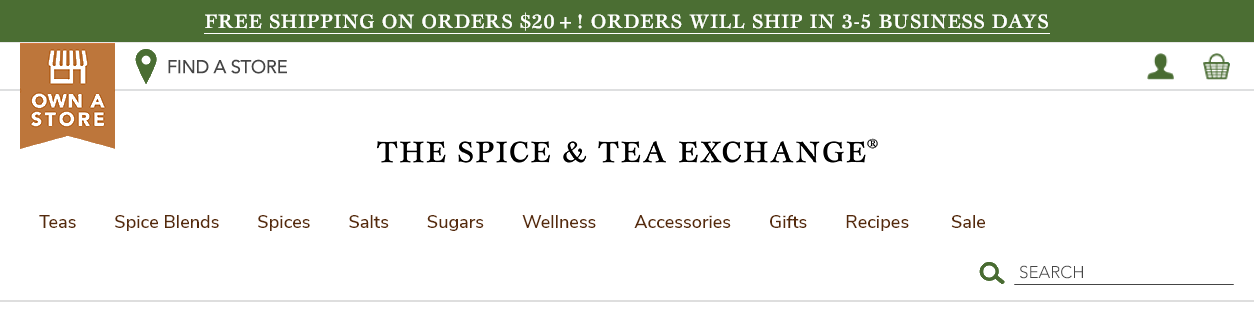 FREE SHIPPING ON ORDERS $20+! ORDERS WILL SHIP IN 3-5 BUSINESS DAYS
OWN A
STORE
FIND A STORE
THE SPICE & TEA EXCHANGE®
Teas Spice Blends Spices Salts Sugars Wellness Accessories Gifts Recipes Sale
SEARCH